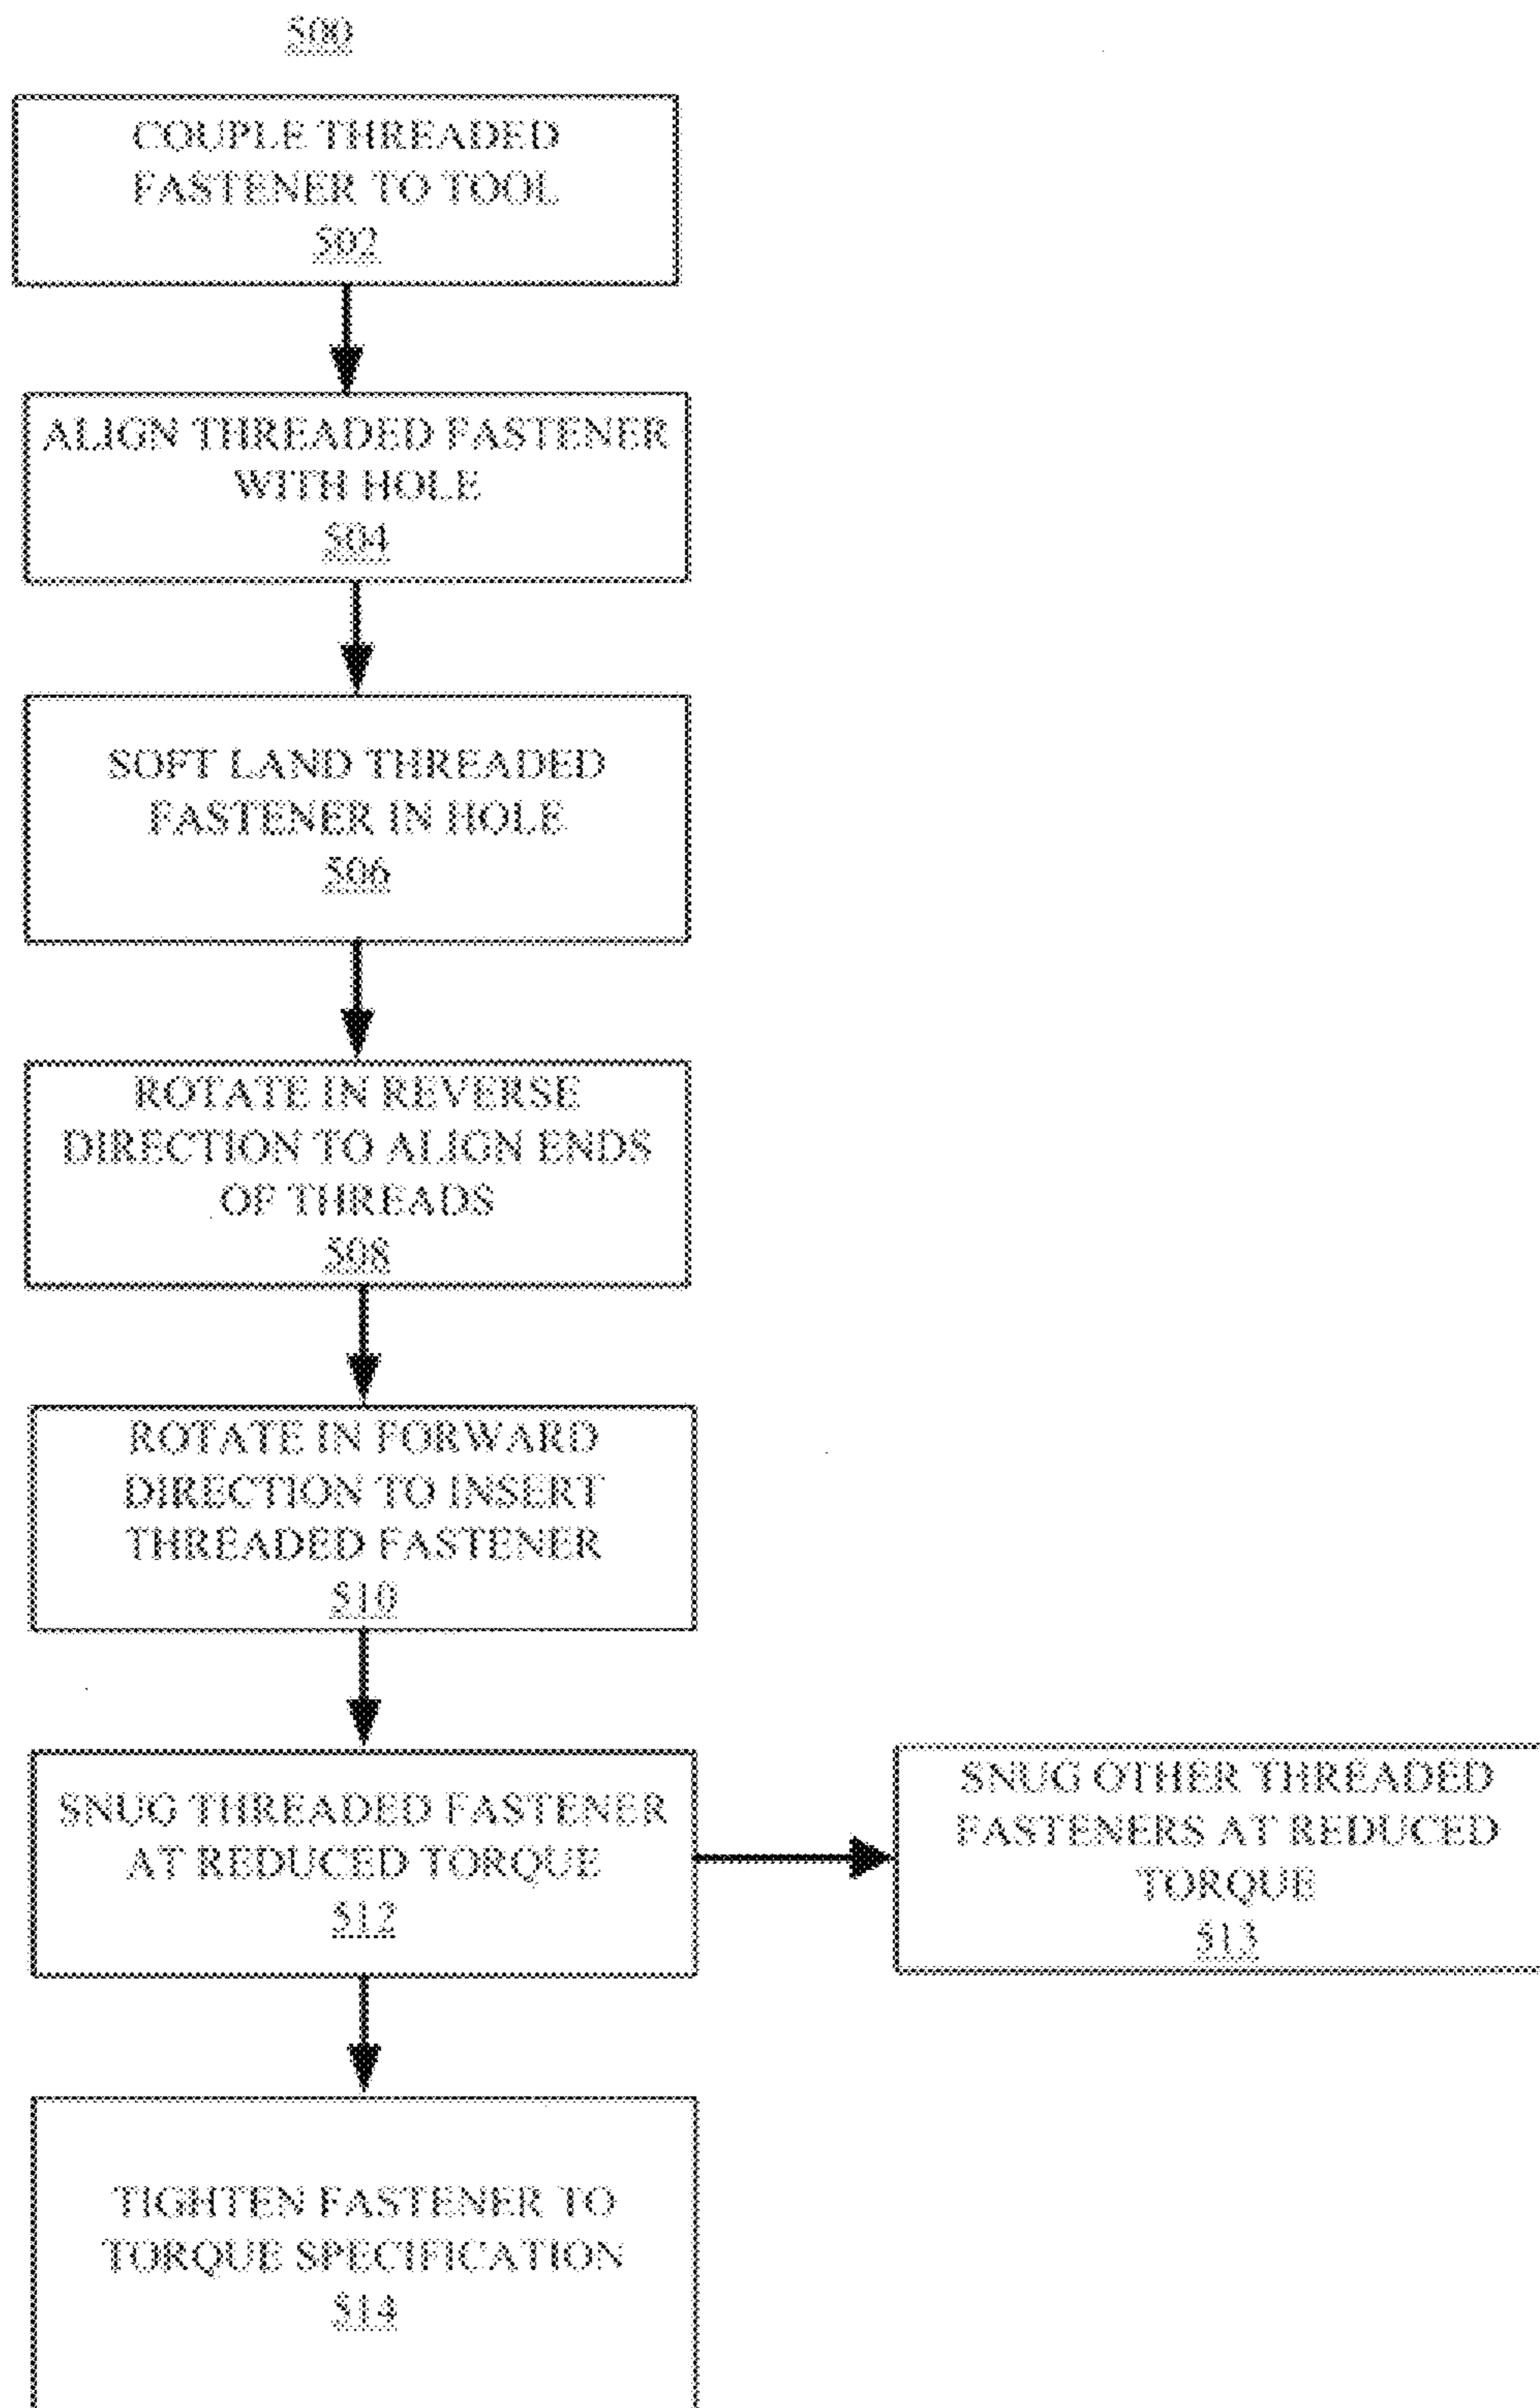 500
COUPLE THREADED
FASTENER TO TOOL
502
ALIGN THREADED FASTENER
WITH HOLE
504
SOFT LAND THREADED
FASTENER IN HOLE
506
ROTATE IN REVERSE
DIRECTION TO ALIGN ENDS
OF THREADS
508
ROTATE IN FORWARD
DIRECTION TO INSERT
THREADED FASTENER
510
SNUG THREADED FASTENER
AT REDUCED TORQUE
512
SNUG OTHER THREADED
FASTENERS AT REDUCED
TORQUE
513
TIGHTEN FASTENER TO
TORQUE SPECIFICATION
514